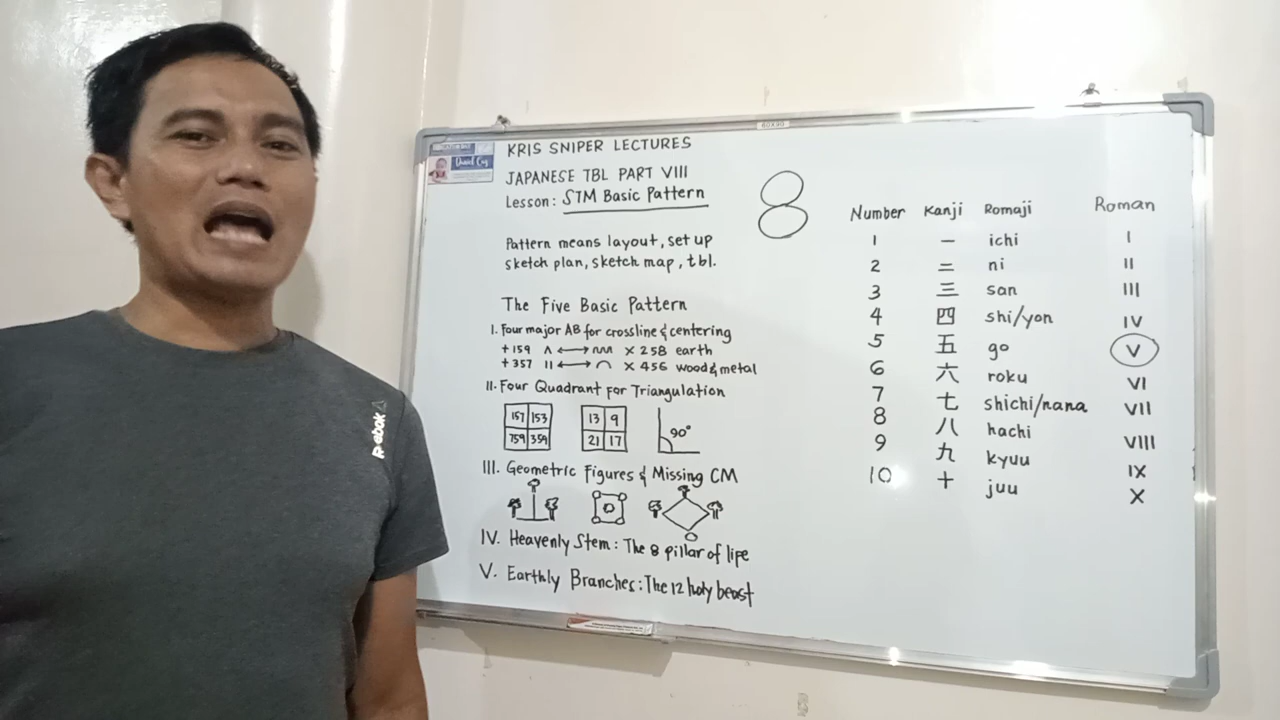 KRIS SNIPER LECTURES
JAPANESE TBL PART VIII
Lesson: STM Basic Pattern
8
Pattern means layout, set up
sketch plan, sketch map, tbl.
The Five Basic Pattern
I. Four major AB for crossline & centering
+159 ∧ ⟷ × 258 earth
+357 II ⟷ ⌒ × 456 wood & metal
II. Four Quadrant for Triangulation
157 153
759 359
13 9
21 17
90°
III. Geometric Figures & Missing CM
IV. Heavenly Stem: The 8 pillar of life
V. Earthly Branches: The 12 holy beast
Number Kanji Romaji Roman
1 一 ichi I
2 二 ni II
3 三 san III
4 四 shi/yon IV
5 五 go V
6 六 roku VI
7 七 shichi/nana VII
8 八 hachi VIII
9 九 kyuu IX
10 十 juu X
Reebok
60X90